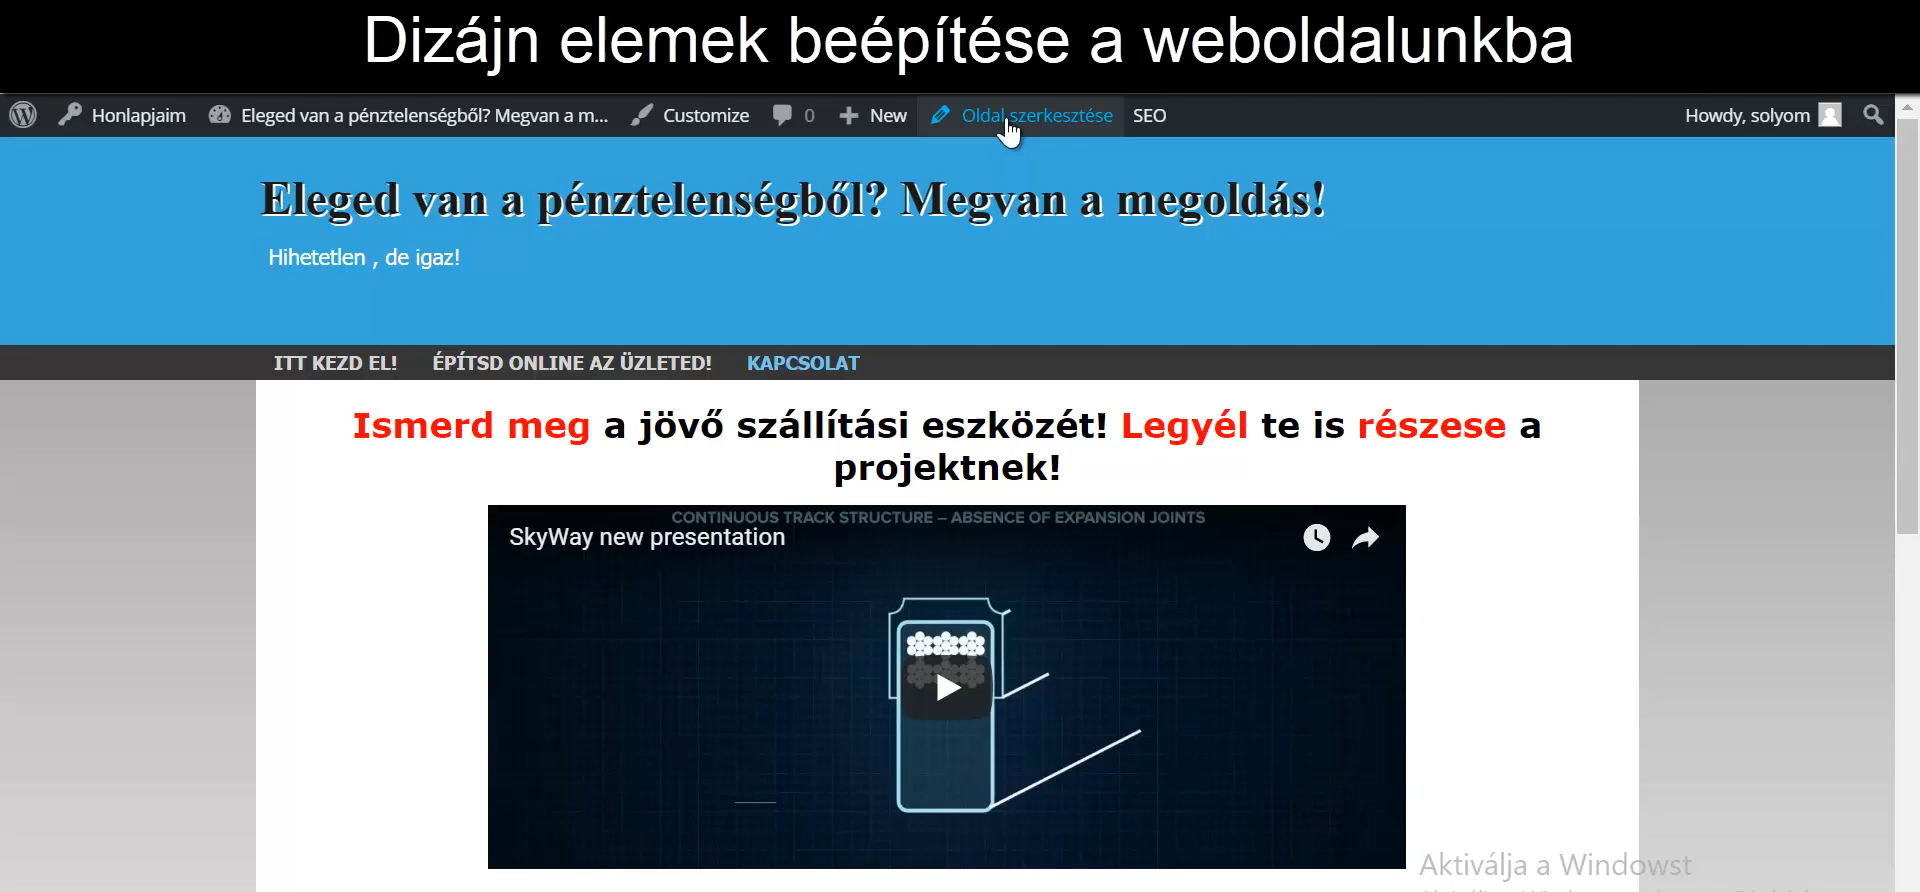 Dizájn elemek beépítése a weboldalunkba
Honlapjaim Eleged van a pénztelenségből? Megvan a m... Customize 0 New Oldal szerkesztése SEO Howdy, solyom
Eleged van a pénztelenségből? Megvan a megoldás!
Hihetetlen , de igaz!
ITT KEZD EL! ÉPÍTSD ONLINE AZ ÜZLETED! KAPCSOLAT
Ismerd meg a jövő szállítási eszközét! Legyél te is részese a
projektnek!
CONTINUOUS TRACK STRUCTURE – ABSENCE OF EXPANSION JOINTS
SkyWay new presentation
Aktiválja a Windowst